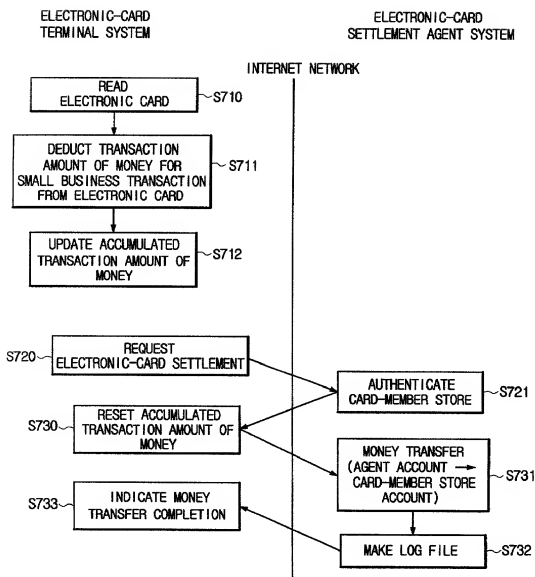 ELECTRONIC-CARD
TERMINAL SYSTEM
ELECTRONIC-CARD
SETTLEMENT AGENT SYSTEM
INTERNET NETWORK
READ
ELECTRONIC CARD
S710
DEDUCT TRANSACTION
AMOUNT OF MONEY FOR
SMALL BUSINESS TRANSACTION
FROM ELECTRONIC CARD
S711
UPDATE ACCUMULATED
TRANSACTION AMOUNT OF
MONEY
S712
S720
REQUEST
ELECTRONIC-CARD SETTLEMENT
AUTHENTICATE
CARD-MEMBER STORE
S721
S730
RESET ACCUMULATED
TRANSACTION AMOUNT OF
MONEY
MONEY TRANSFER
(AGENT ACCOUNT →
CARD-MEMBER STORE
ACCOUNT)
S731
S733
INDICATE MONEY
TRANSFER COMPLETION
MAKE LOG FILE
S732